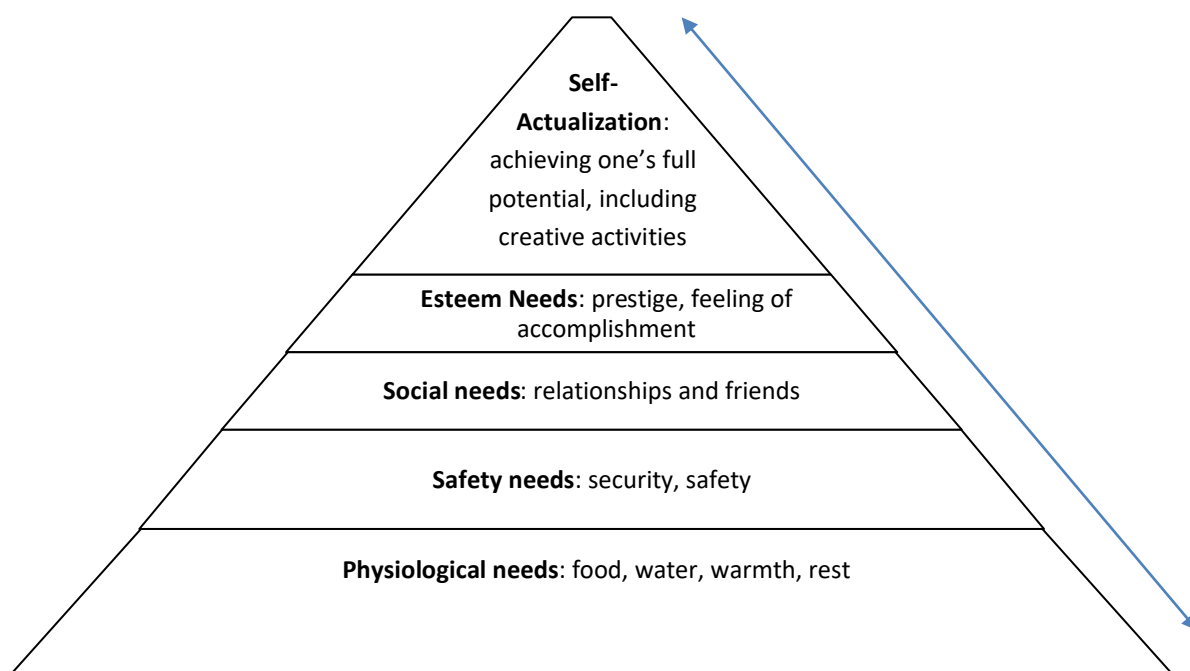 Self-
Actualization:
achieving one’s full
potential, including
creative activities
Esteem Needs: prestige, feeling of
accomplishment
Social needs: relationships and friends
Safety needs: security, safety
Physiological needs: food, water, warmth, rest